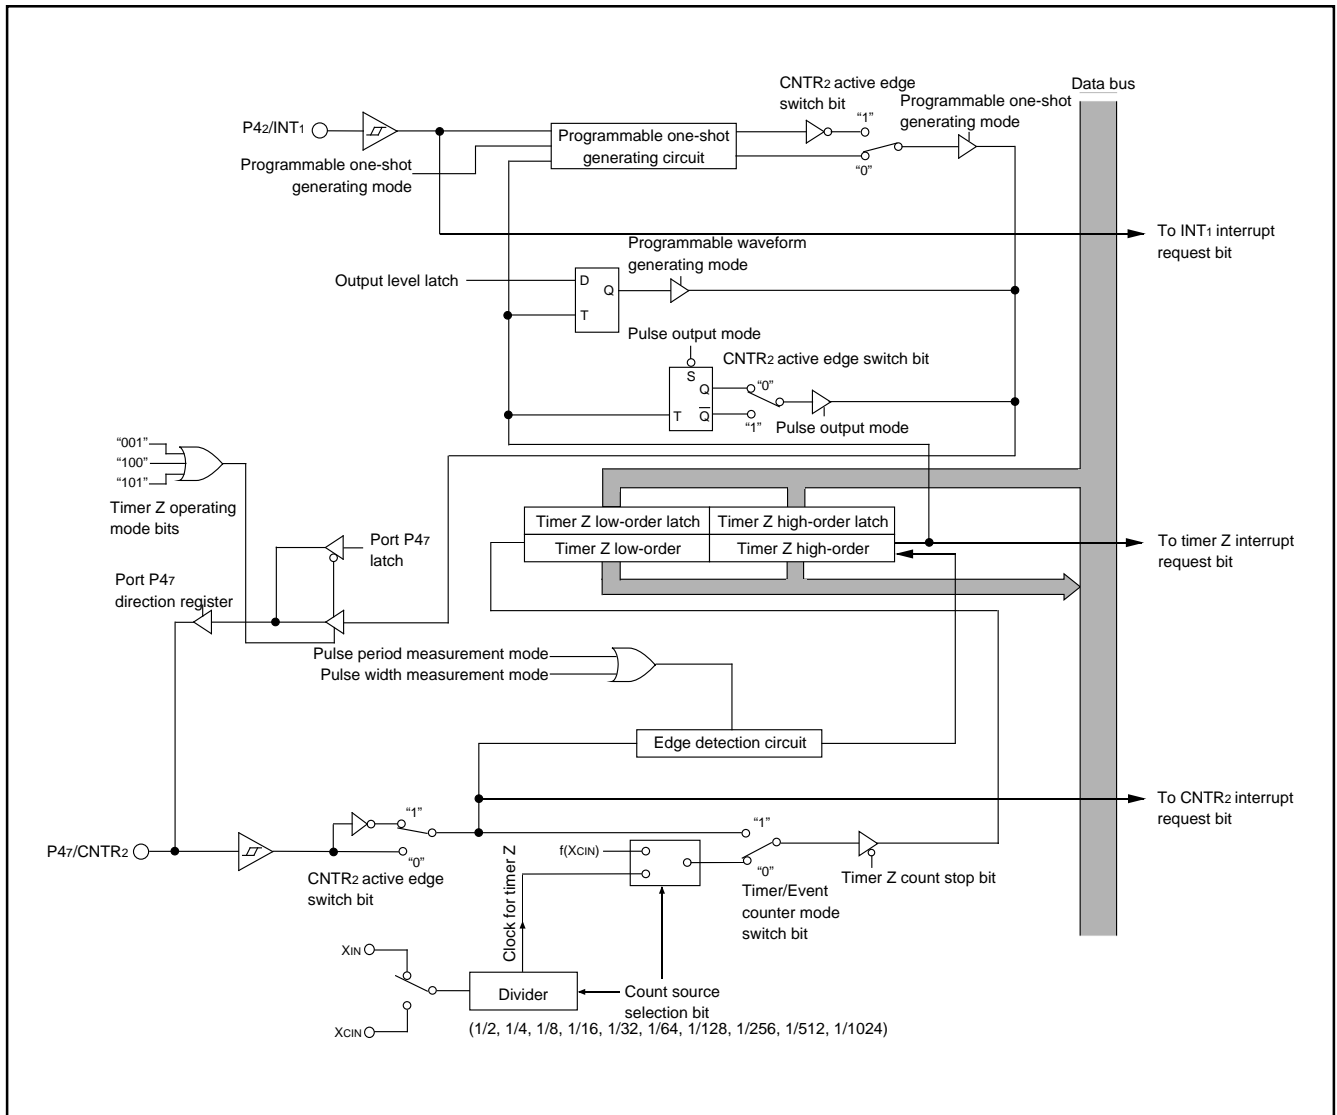 CNTR2 active edge
switch bit
Data bus
Programmable one-shot
generating mode
P42/INT1
“1”
Programmable one-shot
generating circuit
Programmable one-shot
generating mode
“0”
To INT1 interrupt
request bit
Programmable waveform
generating mode
Output level latch
D
Q
T
Pulse output mode
CNTR2 active edge switch bit
S
Q
“0”
T
Q
“1”
Pulse output mode
“001”
“100”
“101”
Timer Z operating
mode bits
Timer Z low-order latch
Timer Z high-order latch
Timer Z low-order
Timer Z high-order
To timer Z interrupt
request bit
Port P47
latch
Port P47
direction register
Pulse period measurement mode
Pulse width measurement mode
Edge detection circuit
To CNTR2 interrupt
request bit
“1”
“1”
P47/CNTR2
“0”
f(XCIN)
“0”
CNTR2 active edge
switch bit
Clock for timer Z
Timer Z count stop bit
Timer/Event
counter mode
switch bit
XIN
Divider
Count source
selection bit
XCIN
(1/2, 1/4, 1/8, 1/16, 1/32, 1/64, 1/128, 1/256, 1/512, 1/1024)